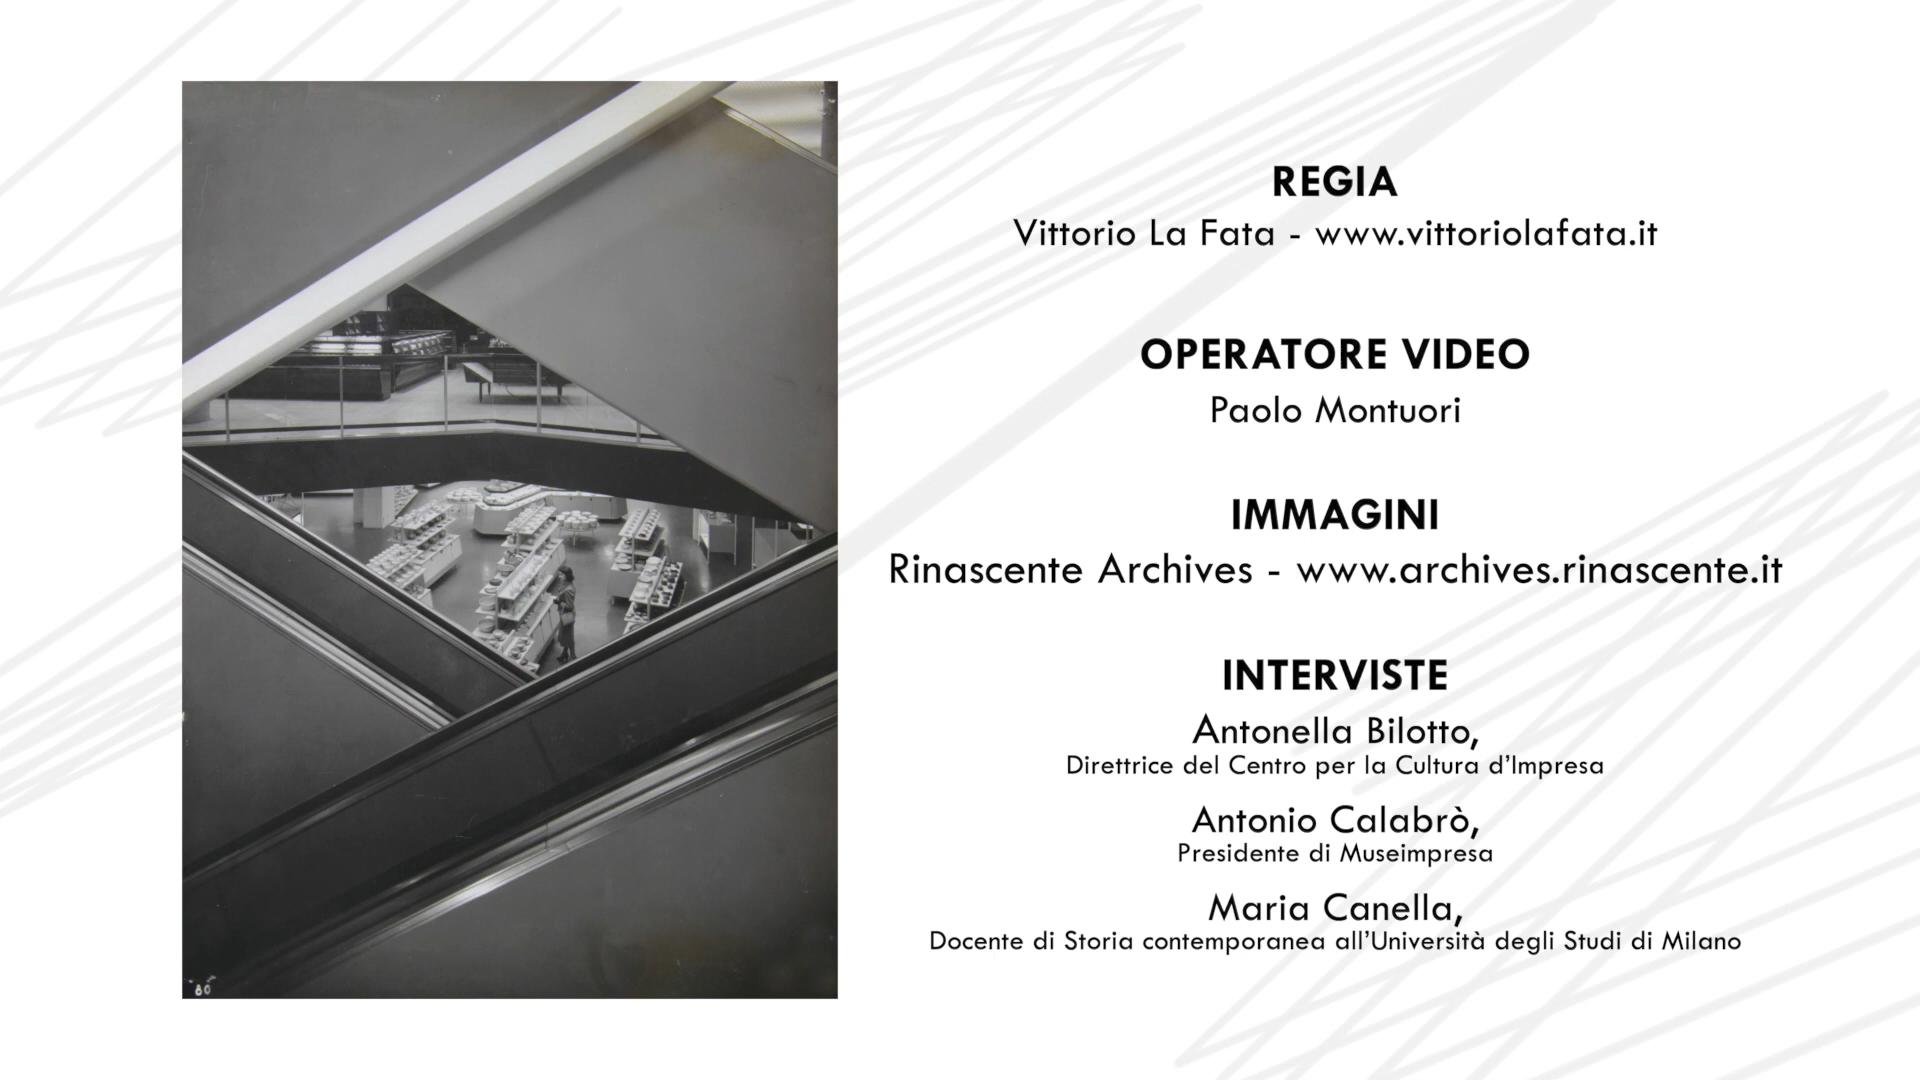 REGIA
Vittorio La Fata - www.vittoriolafata.it
OPERATORE VIDEO
Paolo Montuori
IMMAGINI
Rinascente Archives - www.archives.rinascente.it
INTERVISTE
Antonella Bilotto,
Direttrice del Centro per la Cultura d'Impresa
Antonio Calabrò,
Presidente di Museimpresa
Maria Canella,
Docente di Storia contemporanea all'Università degli Studi di Milano
80